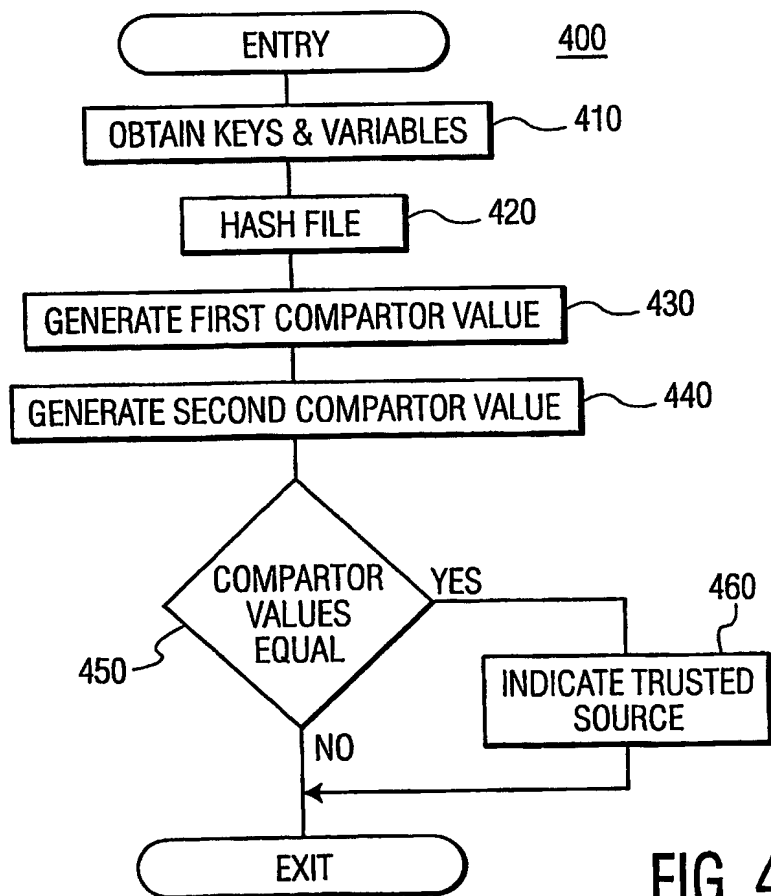 ENTRY
400
OBTAIN KEYS & VARIABLES
410
HASH FILE
420
GENERATE FIRST COMPARTOR VALUE
430
GENERATE SECOND COMPARTOR VALUE
440
COMPARTOR
VALUES
EQUAL
YES
450
NO
460
INDICATE TRUSTED
SOURCE
EXIT
FIG. 4